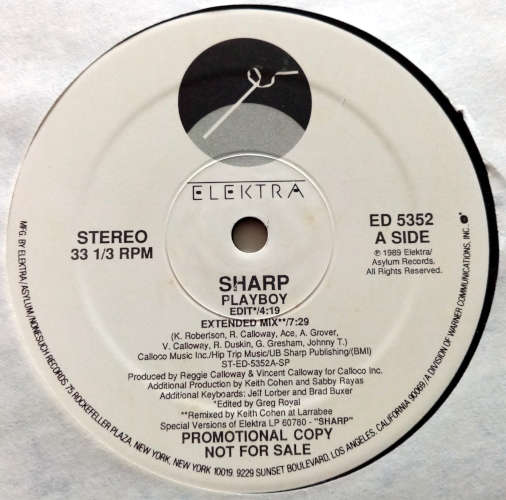 ELEKTRA
STEREO
33 1/3 RPM
ED 5352
A SIDE
℗ 1989 Elektra/
Asylum Records.
All Rights Reserved.
SHARP
PLAYBOY
EDIT*/4:19
EXTENDED MIX**/7:29
(K. Robertson, R. Calloway, Ace, A. Grover,
V. Calloway, R. Duskin, G. Gresham, Johnny T.)
Calloco Music Inc./Hip Trip Music/UB Sharp Publishing/(BMI)
ST-ED-5352A-SP
Produced by Reggie Calloway & Vincent Calloway for Calloco Inc.
Additional Production by Keith Cohen and Sabby Rayas
Additional Keyboards: Jeff Lorber and Brad Buxer
*Edited by Greg Royal
**Remixed by Keith Cohen at Larrabee
Special Versions of Elektra LP 60760 - "SHARP"
PROMOTIONAL COPY
NOT FOR SALE
MFG BY ELEKTRA/ASYLUM/NONESUCH RECORDS 75 ROCKEFELLER PLAZA, NEW YORK, NEW YORK 10019. 9229 SUNSET BOULEVARD, LOS ANGELES, CALIFORNIA 90069. A DIVISION OF WARNER COMMUNICATIONS, INC.